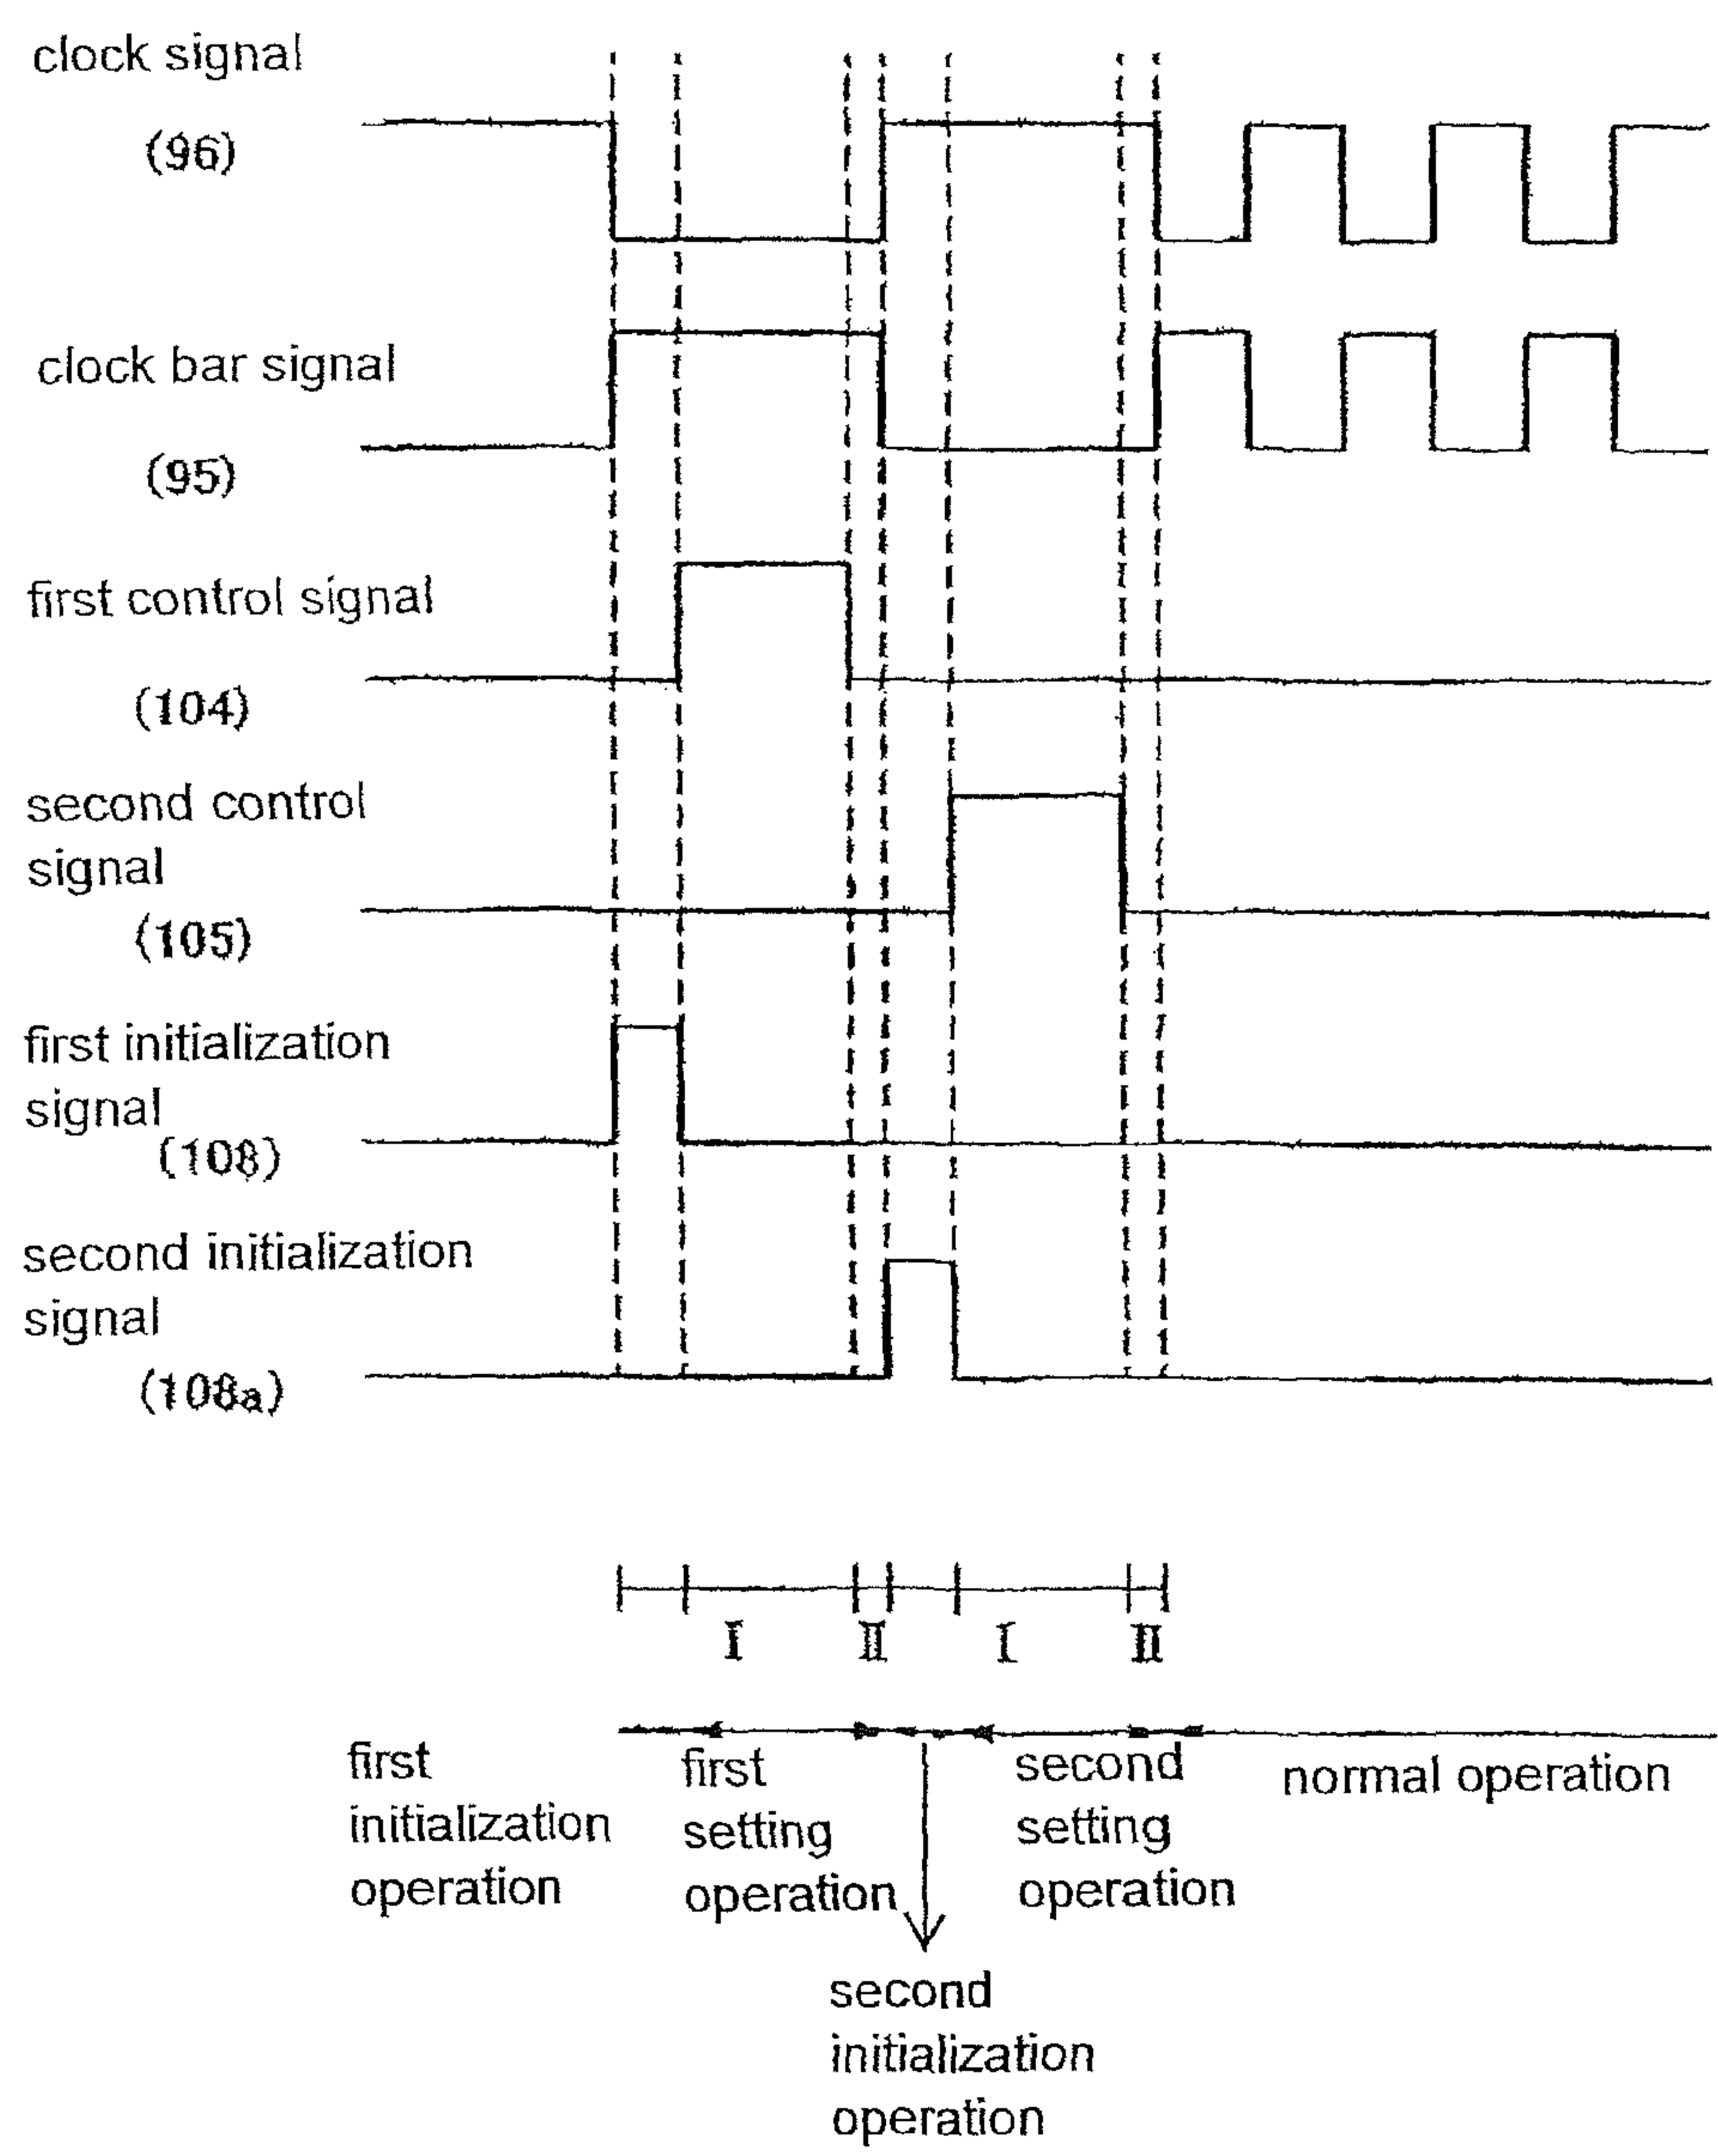 clock signal
(96)
clock bar signal
(95)
first control signal
(104)
second control
signal
(105)
first initialization
signal
(108)
second initialization
signal
(108a)
I II I II
first
initialization
operation
first
setting
operation
second
setting
operation
normal operation
second
initialization
operation